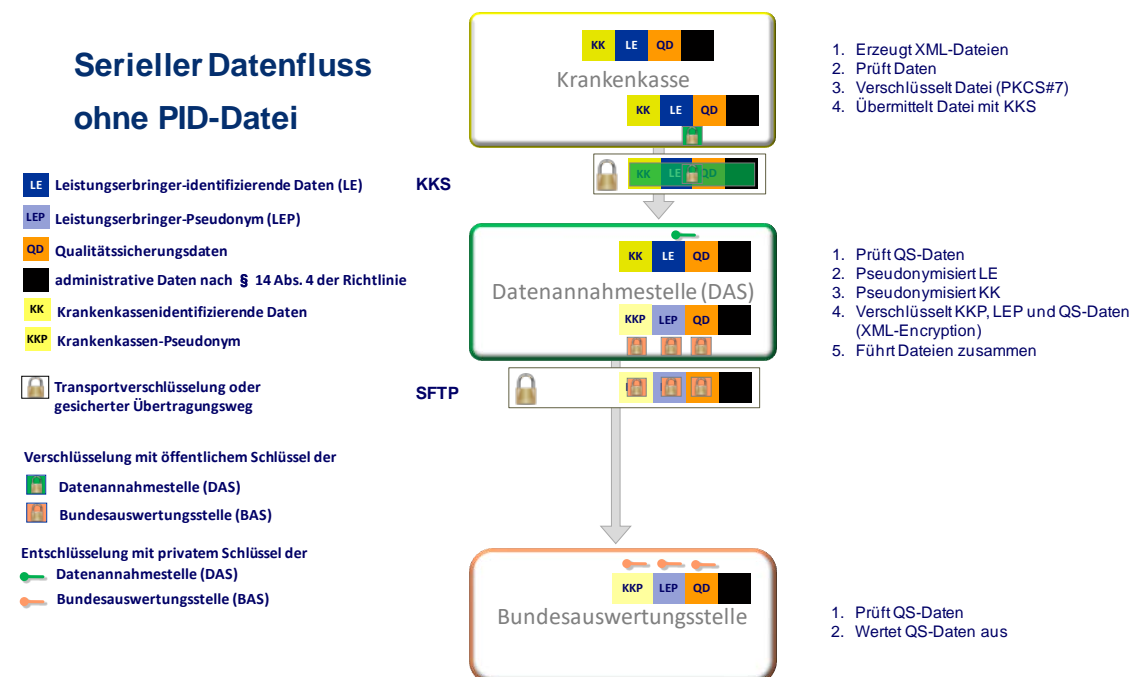 Serieller Datenfluss
ohne PID-Datei
LE Leistungserbringer-identifizierende Daten (LE)
LEP Leistungserbringer-Pseudonym (LEP)
QD Qualitätssicherungsdaten
administrative Daten nach § 14 Abs. 4 der Richtlinie
KK Krankenkassenidentifizierende Daten
KKP Krankenkassen-Pseudonym
Transportverschlüsselung oder
gesicherter Übertragungsweg
Verschlüsselung mit öffentlichem Schlüssel der
Datenannahmestelle (DAS)
Bundesauswertungsstelle (BAS)
Entschlüsselung mit privatem Schlüssel der
Datenannahmestelle (DAS)
Bundesauswertungsstelle (BAS)
KK LE QD
Krankenkasse
KK LE QD
1. Erzeugt XML-Dateien
2. Prüft Daten
3. Verschlüsselt Datei (PKCS#7)
4. Übermittelt Datei mit KKS
KKS
KK LE QD
KK LE QD
Datenannahmestelle (DAS)
KKP LEP QD
1. Prüft QS-Daten
2. Pseudonymisiert LE
3. Pseudonymisiert KK
4. Verschlüsselt KKP, LEP und QS-Daten
(XML-Encryption)
5. Führt Dateien zusammen
SFTP
KKP LEP QD
Bundesauswertungsstelle
1. Prüft QS-Daten
2. Wertet QS-Daten aus